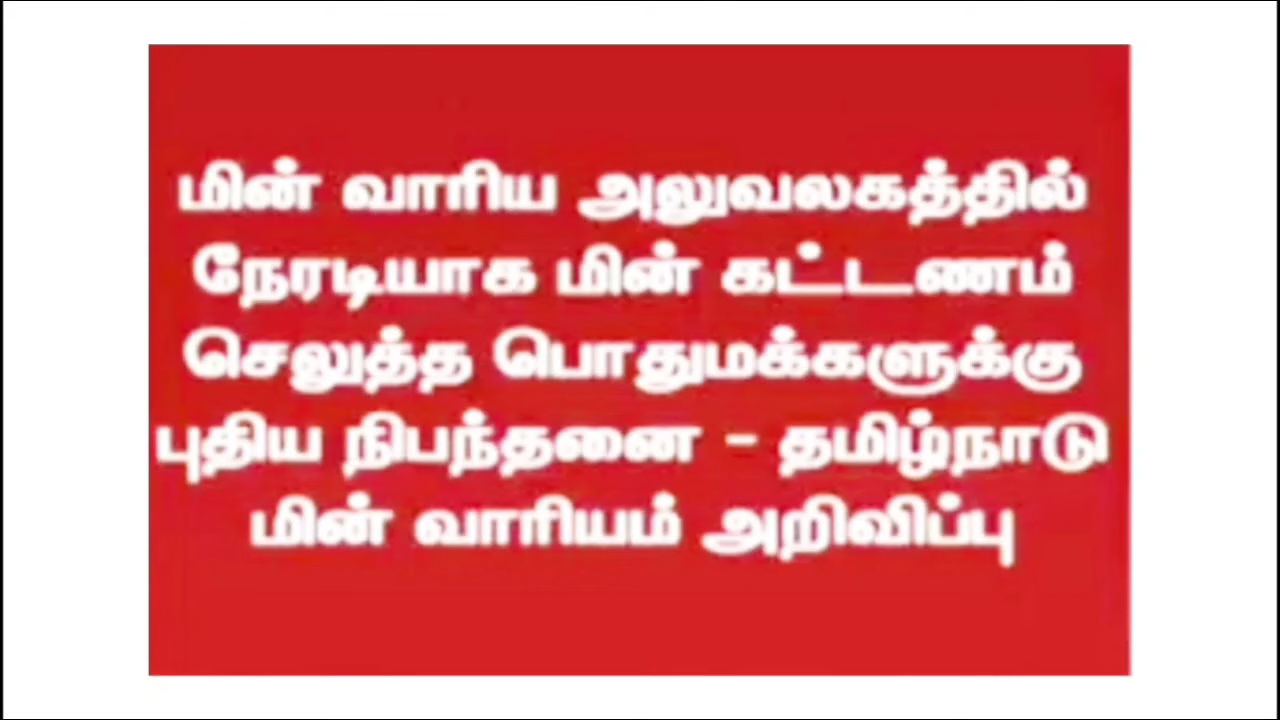 மின் வாரிய அலுவலகத்தில்
நேரடியாக மின் கட்டணம்
செலுத்த பொதுமக்களுக்கு
புதிய நிபந்தனை - தமிழ்நாடு
மின் வாரியம் அறிவிப்பு